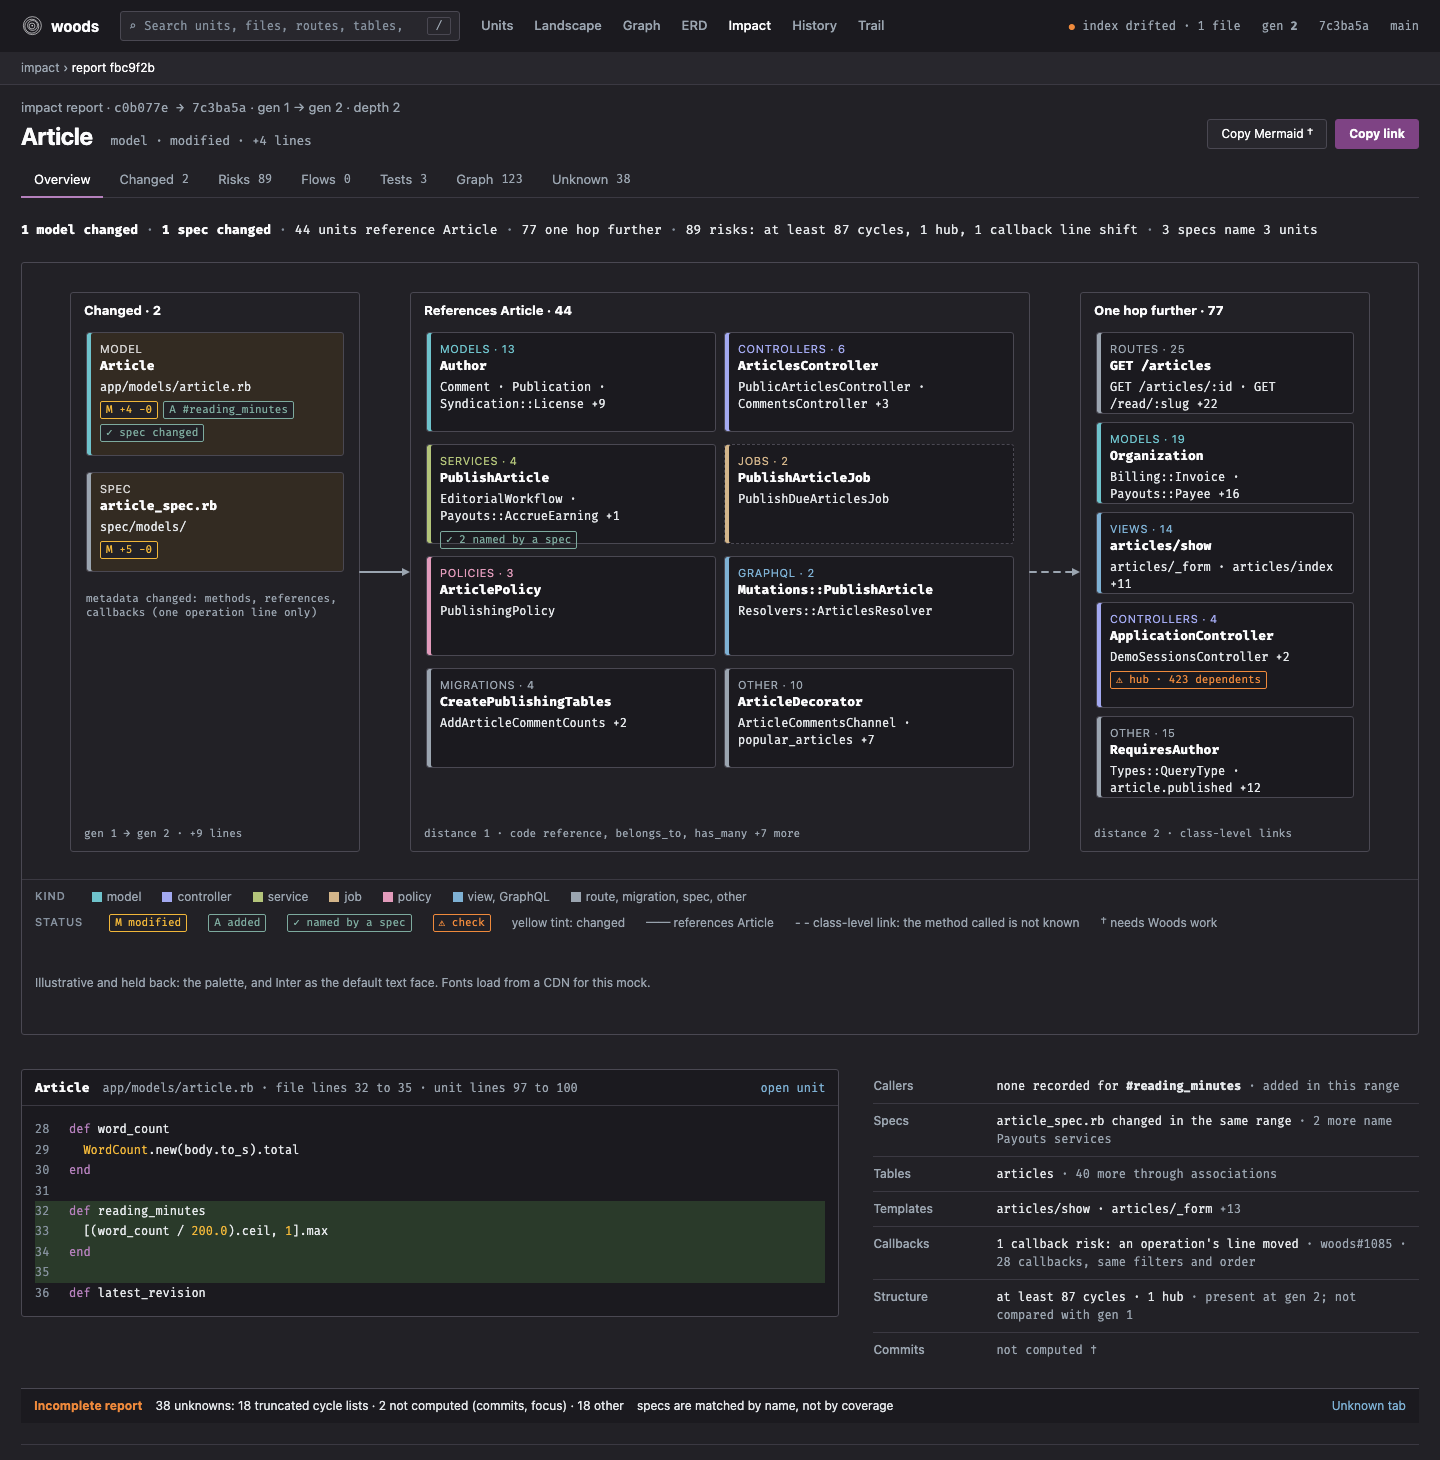 woods
Search units, files, routes, tables,
/
Units
Landscape
Graph
ERD
Impact
History
Trail
index drifted · 1 file
gen 2
7c3ba5a
main
impact › report fbc9f2b
impact report · c0b077e → 7c3ba5a · gen 1 → gen 2 · depth 2
Article model · modified · +4 lines
Copy Mermaid †
Copy link
Overview
Changed 2
Risks 89
Flows 0
Tests 3
Graph 123
Unknown 38
1 model changed · 1 spec changed · 44 units reference Article · 77 one hop further · 89 risks: at least 87 cycles, 1 hub, 1 callback line shift · 3 specs name 3 units
Changed · 2
MODEL
Article
app/models/article.rb
M +4 -0
A #reading_minutes
✓ spec changed
SPEC
article_spec.rb
spec/models/
M +5 -0
metadata changed: methods, references,
callbacks (one operation line only)
gen 1 → gen 2 · +9 lines
References Article · 44
MODELS · 13
Author
Comment · Publication ·
Syndication::License +9
CONTROLLERS · 6
ArticlesController
PublicArticlesController ·
CommentsController +3
SERVICES · 4
PublishArticle
EditorialWorkflow ·
Payouts::AccrueEarning +1
✓ 2 named by a spec
JOBS · 2
PublishArticleJob
PublishDueArticlesJob
POLICIES · 3
ArticlePolicy
PublishingPolicy
GRAPHQL · 2
Mutations::PublishArticle
Resolvers::ArticlesResolver
MIGRATIONS · 4
CreatePublishingTables
AddArticleCommentCounts +2
OTHER · 10
ArticleDecorator
ArticleCommentsChannel ·
popular_articles +7
distance 1 · code reference, belongs_to, has_many +7 more
One hop further · 77
ROUTES · 25
GET /articles
GET /articles/:id · GET
/read/:slug +22
MODELS · 19
Organization
Billing::Invoice ·
Payouts::Payee +16
VIEWS · 14
articles/show
articles/_form · articles/index
+11
CONTROLLERS · 4
ApplicationController
DemoSessionsController +2
⚠ hub · 423 dependents
OTHER · 15
RequiresAuthor
Types::QueryType ·
article.published +12
distance 2 · class-level links
KIND
model
controller
service
job
policy
view, GraphQL
route, migration, spec, other
STATUS
M modified
A added
✓ named by a spec
⚠ check
yellow tint: changed
references Article
- - class-level link: the method called is not known
† needs Woods work
Illustrative and held back: the palette, and Inter as the default text face. Fonts load from a CDN for this mock.
Article app/models/article.rb · file lines 32 to 35 · unit lines 97 to 100
open unit
28 def word_count
29 WordCount.new(body.to_s).total
30 end
31
32 def reading_minutes
33 [(word_count / 200.0).ceil, 1].max
34 end
35
36 def latest_revision
Callers none recorded for #reading_minutes · added in this range
Specs article_spec.rb changed in the same range · 2 more name
Payouts services
Tables articles · 40 more through associations
Templates articles/show · articles/_form +13
Callbacks 1 callback risk: an operation's line moved · woods#1085 ·
28 callbacks, same filters and order
Structure at least 87 cycles · 1 hub · present at gen 2; not
compared with gen 1
Commits not computed †
Incomplete report 38 unknowns: 18 truncated cycle lists · 2 not computed (commits, focus) · 18 other specs are matched by name, not by coverage
Unknown tab